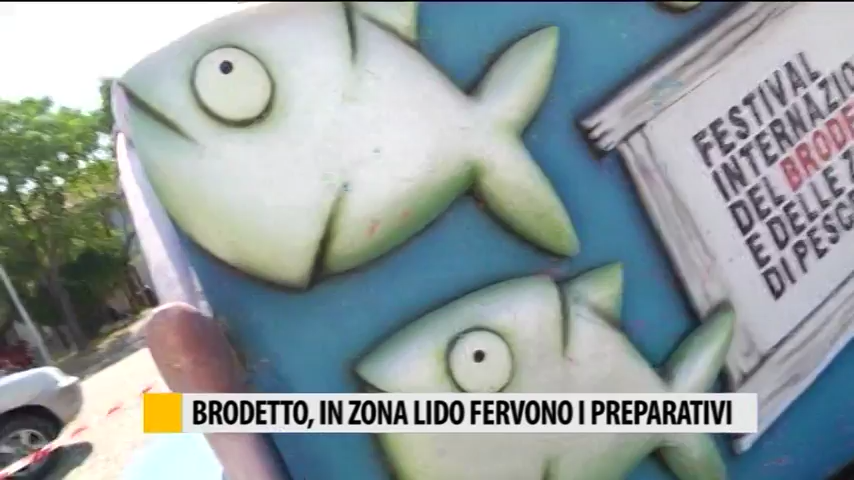 FESTIVAL
INTERNAZIO
DEL BRODE
E DELLE Z
DI PESC
BRODETTO, IN ZONA LIDO FERVONO I PREPARATIVI